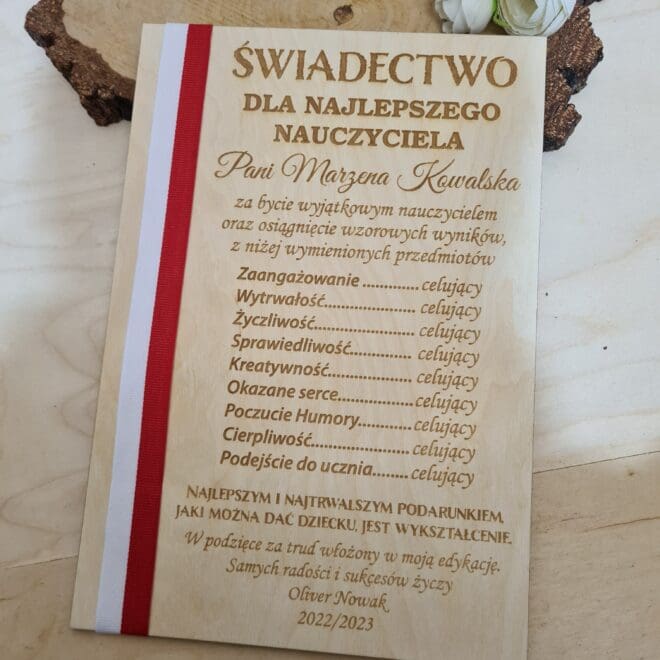 ŚWIADECTWO
DLA NAJLEPSZEGO
NAUCZYCIELA
Pani Marzena Kowalska
za bycie wyjątkowym nauczycielem
oraz osiągnięcie wzorowych wyników,
z niżej wymienionych przedmiotów
Zaangażowanie ............. celujący
Wytrwałość..................... celujący
Życzliwość....................... celujący
Sprawiedliwość............... celujący
Kreatywność................... celujący
Okazane serce................. celujący
Poczucie Humory............ celujący
Cierpliwość...................... celujący
Podejście do ucznia........ celujący
NAJLEPSZYM I NAJTRWALSZYM PODARUNKIEM,
JAKI MOŻNA DAĆ DZIECKU, JEST WYKSZTAŁCENIE.
W podzięce za trud włożony w moją edykację.
Samych radości i sukcesów życzy
Oliver Nowak
2022/2023